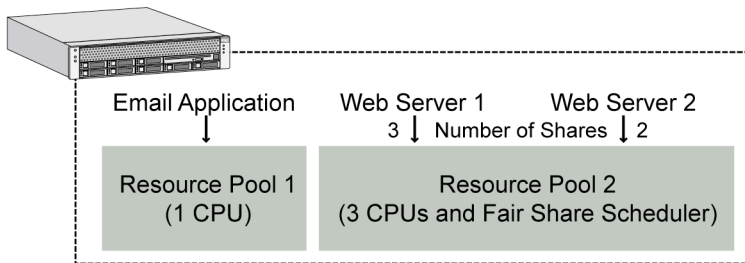 Email Application Web Server 1 Web Server 2
3 Number of Shares 2
Resource Pool 1 Resource Pool 2
(1 CPU) (3 CPUs and Fair Share Scheduler)